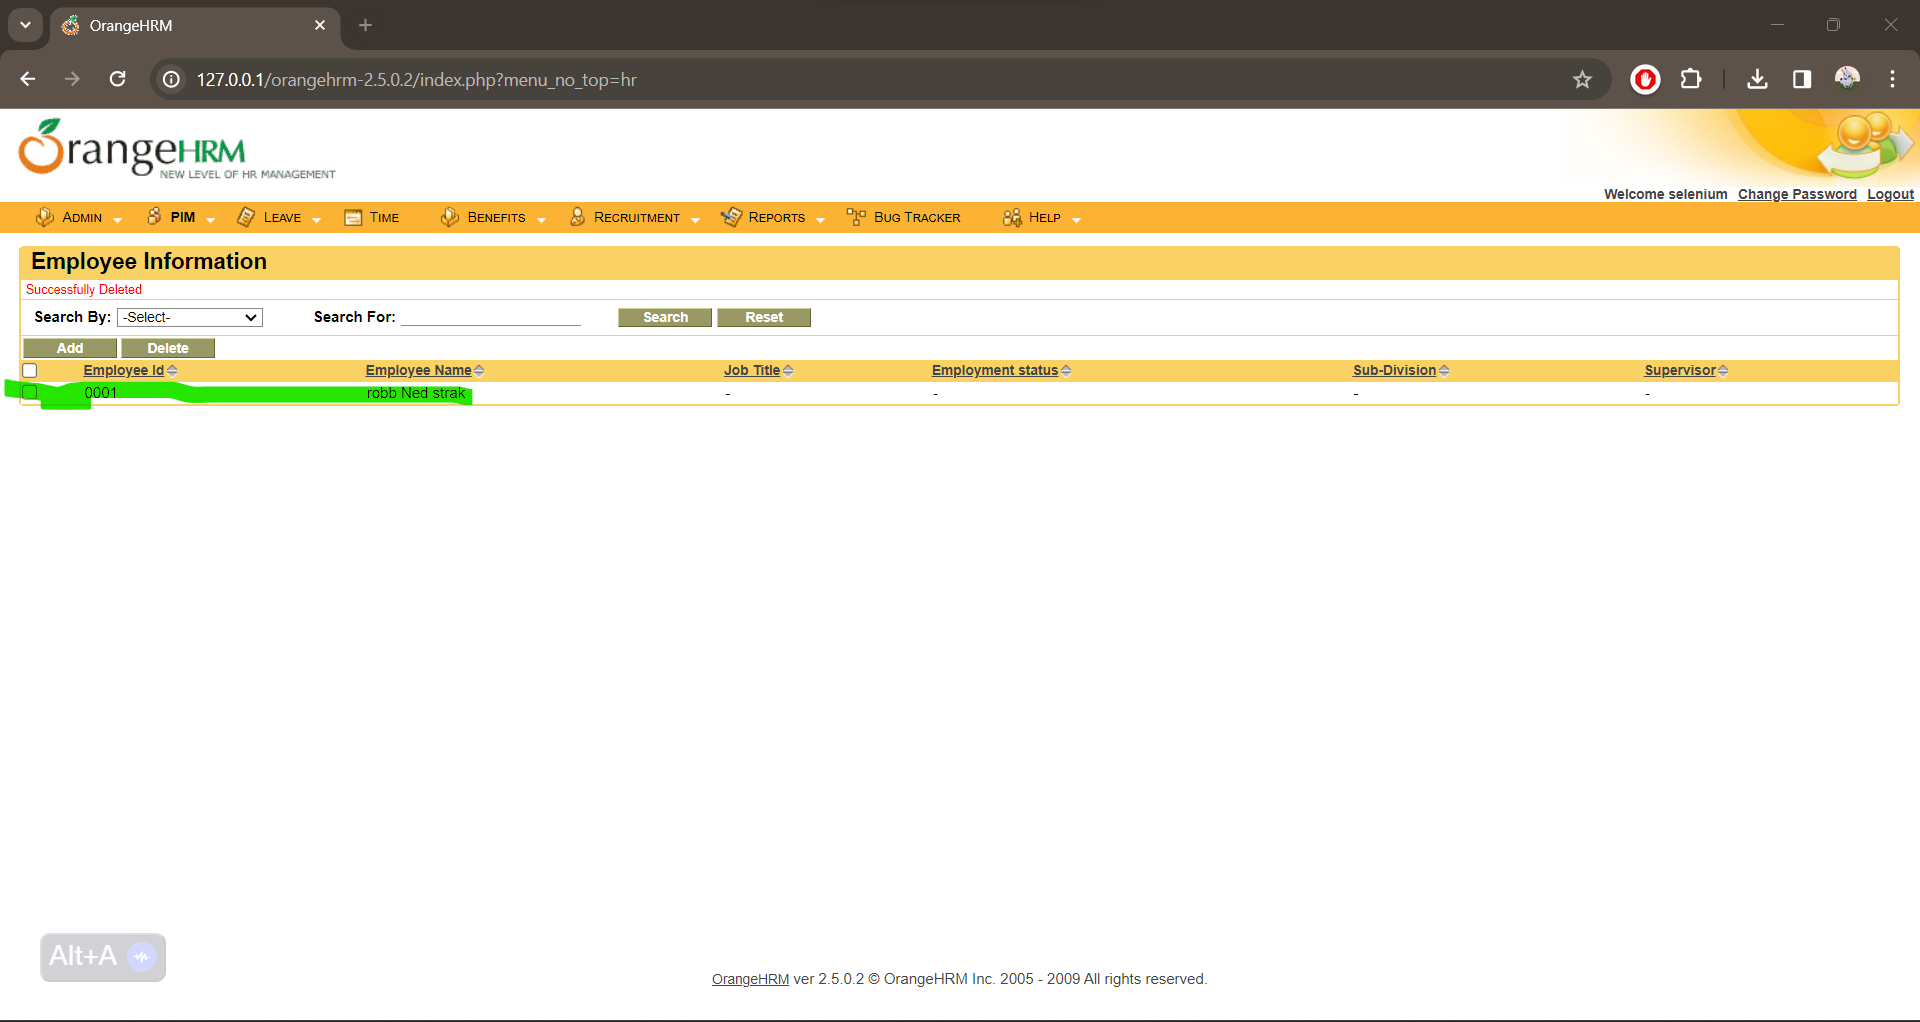 OrangeHRM
127.0.0.1/orangehrm-2.5.0.2/index.php?menu_no_top=hr
OrangeHRM
NEW LEVEL OF HR MANAGEMENT
Welcome selenium Change Password Logout
ADMIN PIM LEAVE TIME BENEFITS RECRUITMENT REPORTS BUG TRACKER HELP
Employee Information
Successfully Deleted
Search By: -Select- Search For: Search Reset
Add Delete
Employee Id Employee Name Job Title Employment status Sub-Division Supervisor
0001 robb Ned strak - - - -
Alt+A
OrangeHRM ver 2.5.0.2 © OrangeHRM Inc. 2005 - 2009 All rights reserved.